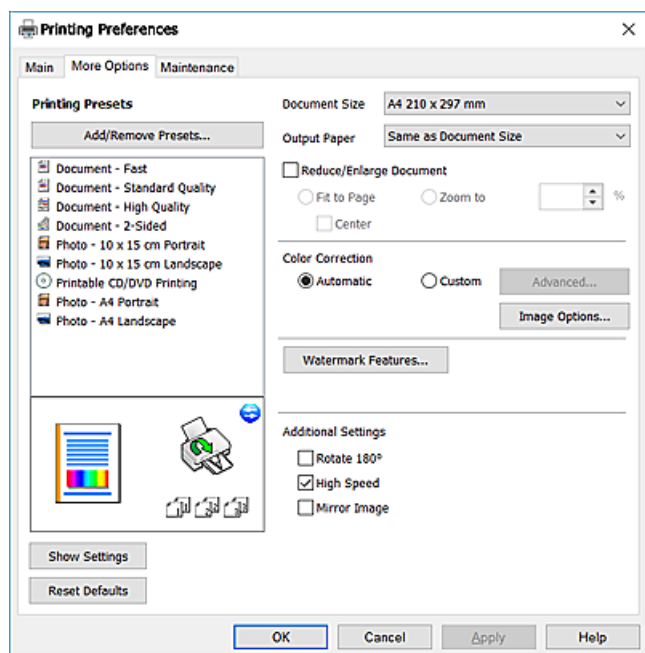 Printing Preferences
Main More Options Maintenance
Printing Presets
Add/Remove Presets...
Document - Fast
Document - Standard Quality
Document - High Quality
Document - 2-Sided
Photo - 10 x 15 cm Portrait
Photo - 10 x 15 cm Landscape
Printable CD/DVD Printing
Photo - A4 Portrait
Photo - A4 Landscape
Show Settings
Reset Defaults
Document Size A4 210 x 297 mm
Output Paper Same as Document Size
Reduce/Enlarge Document
Fit to Page Zoom to %
Center
Color Correction
Automatic Custom Advanced...
Image Options...
Watermark Features...
Additional Settings
Rotate 180º
High Speed
Mirror Image
OK Cancel Apply Help